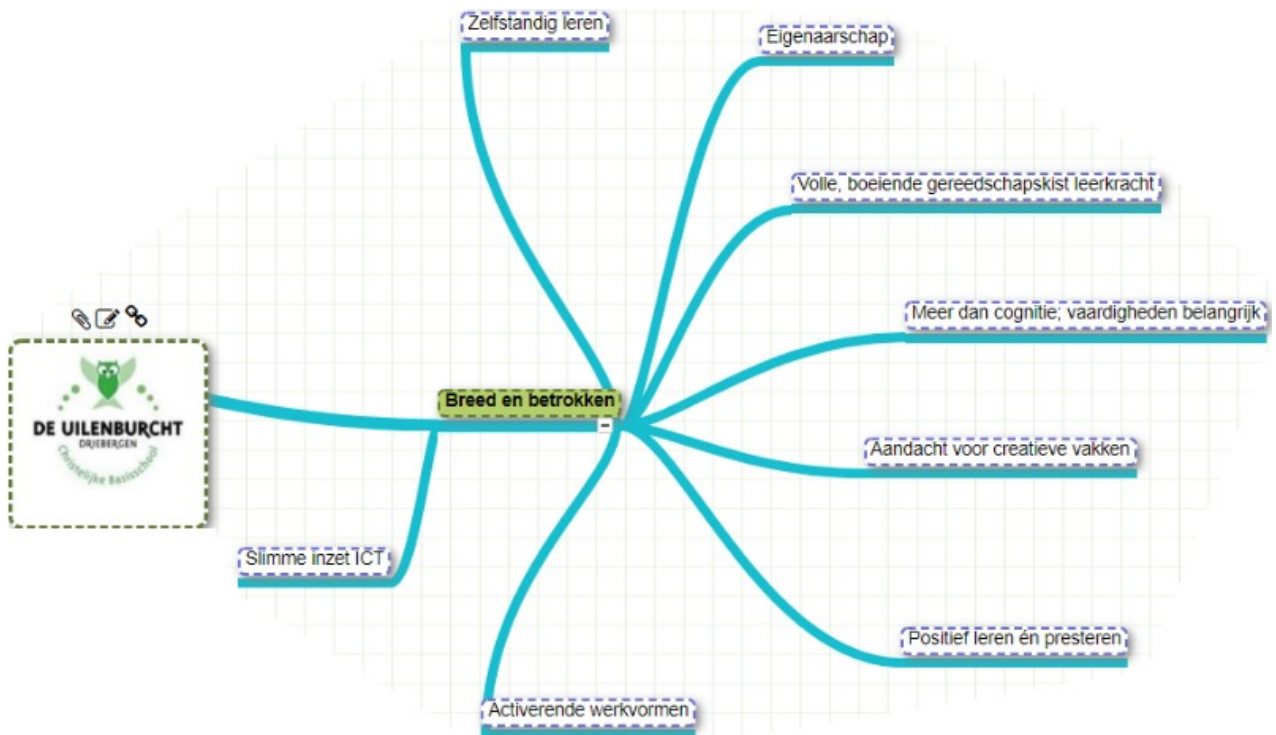 Zelfstandig leren
Eigenaarschap
Volle, boeiende gereedschapskist leerkracht
Meer dan cognitie; vaardigheden belangrijk
DE UILENBURCHT
DRIEBERGEN
Christelijke Basisschool
Breed en betrokken
Aandacht voor creatieve vakken
Slimme inzet ICT
Positief leren én presteren
Activerende werkvormen